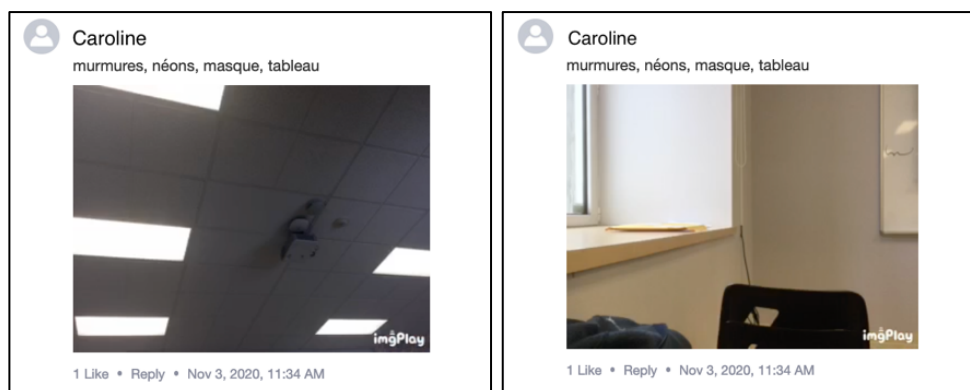 Caroline
murmures, néons, masque, tableau
imgPlay
1 Like • Reply • Nov 3, 2020, 11:34 AM
Caroline
murmures, néons, masque, tableau
imgPlay
1 Like • Reply • Nov 3, 2020, 11:34 AM